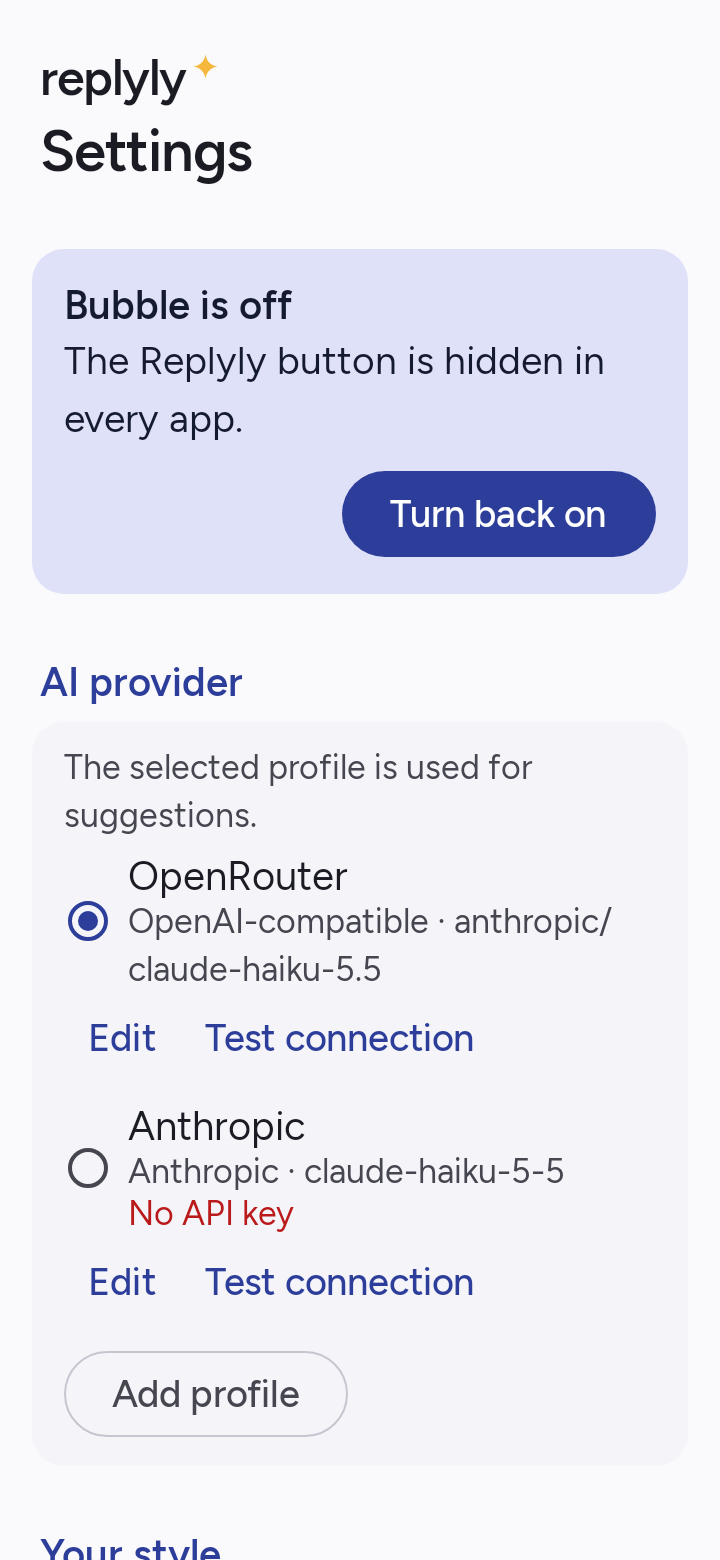 replyly
Settings
Bubble is off
The Replyly button is hidden in
every app.
Turn back on
AI provider
The selected profile is used for
suggestions.
OpenRouter
OpenAI-compatible · anthropic/
claude-haiku-5.5
Edit
Test connection
Anthropic
Anthropic · claude-haiku-5-5
No API key
Edit
Test connection
Add profile
Your style